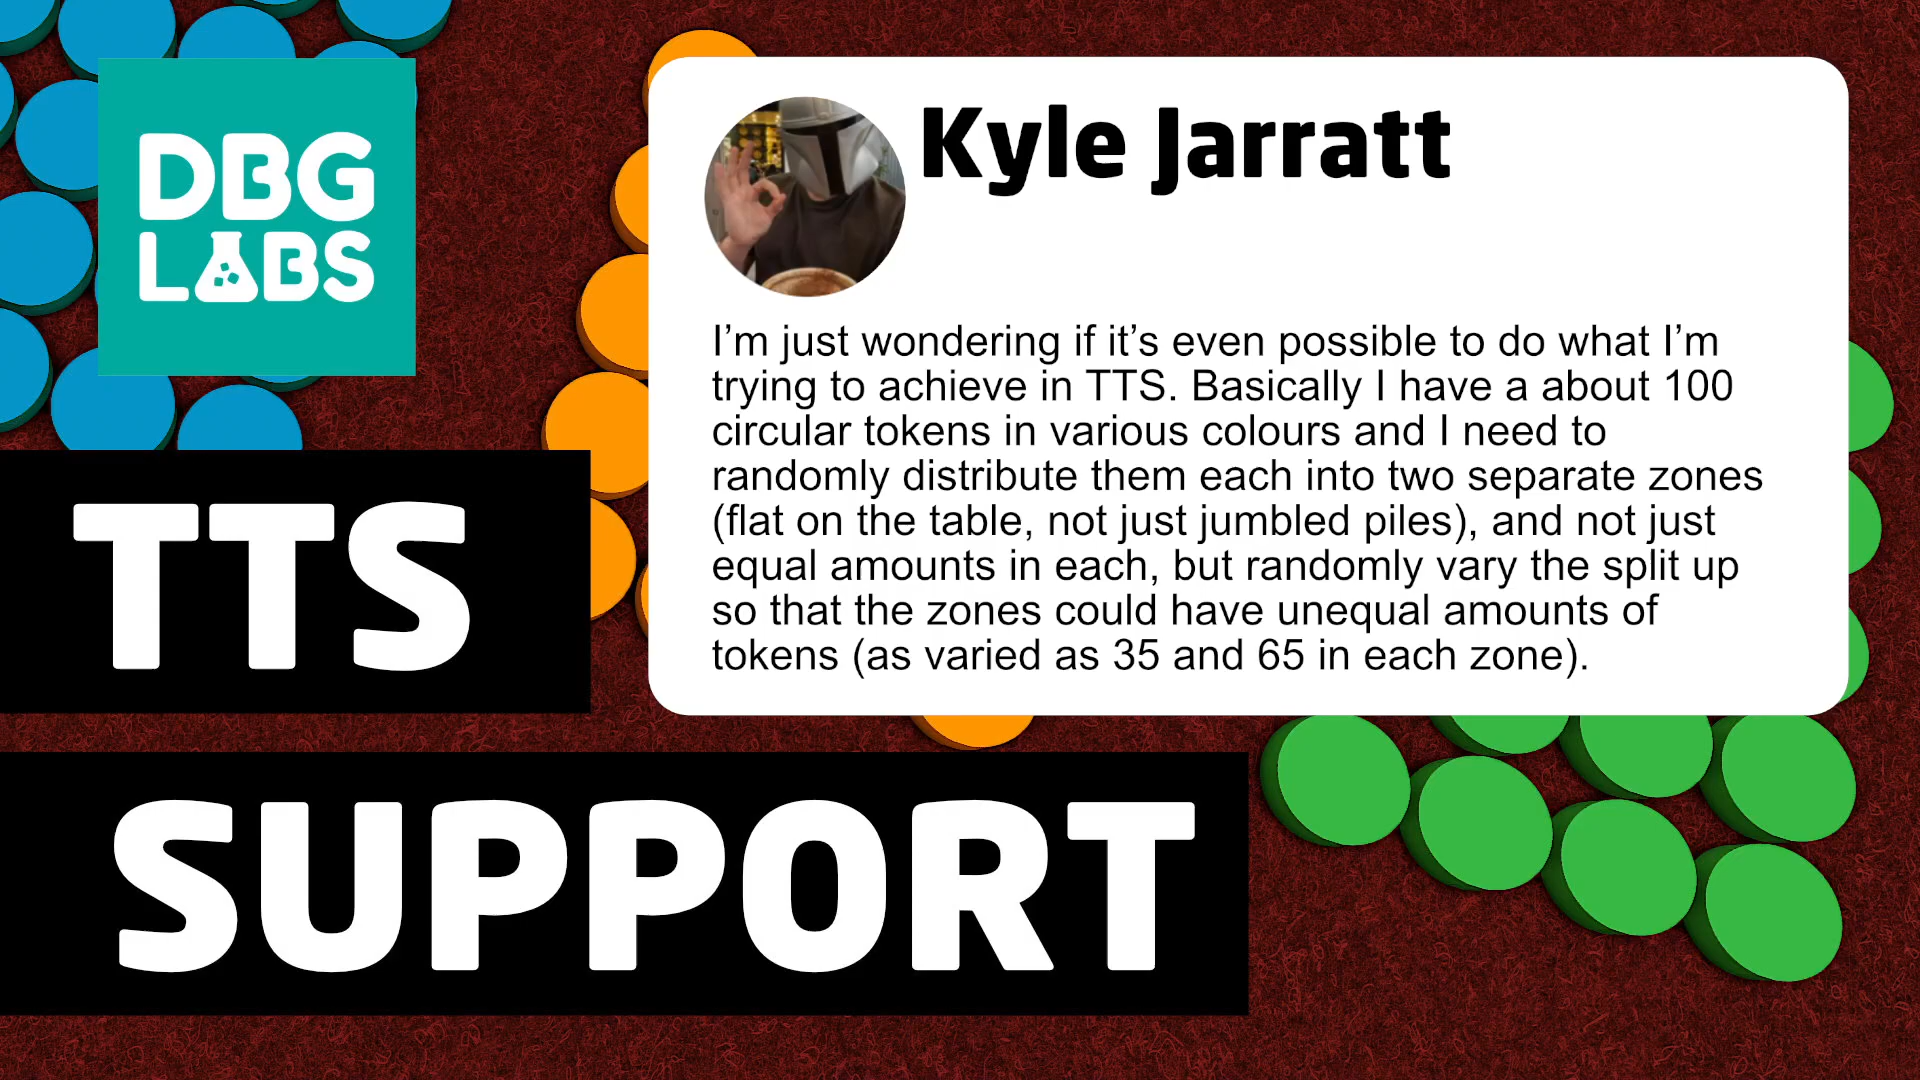 DBG
LABS
TTS
SUPPORT
Kyle Jarratt
I’m just wondering if it’s even possible to do what I’m
trying to achieve in TTS. Basically I have a about 100
circular tokens in various colours and I need to
randomly distribute them each into two separate zones
(flat on the table, not just jumbled piles), and not just
equal amounts in each, but randomly vary the split up
so that the zones could have unequal amounts of
tokens (as varied as 35 and 65 in each zone).